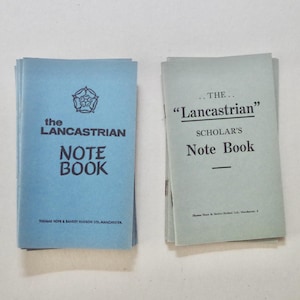 the
LANCASTRIAN
NOTE
BOOK
.. THE ..
"Lancastrian"
SCHOLAR'S
Note Book